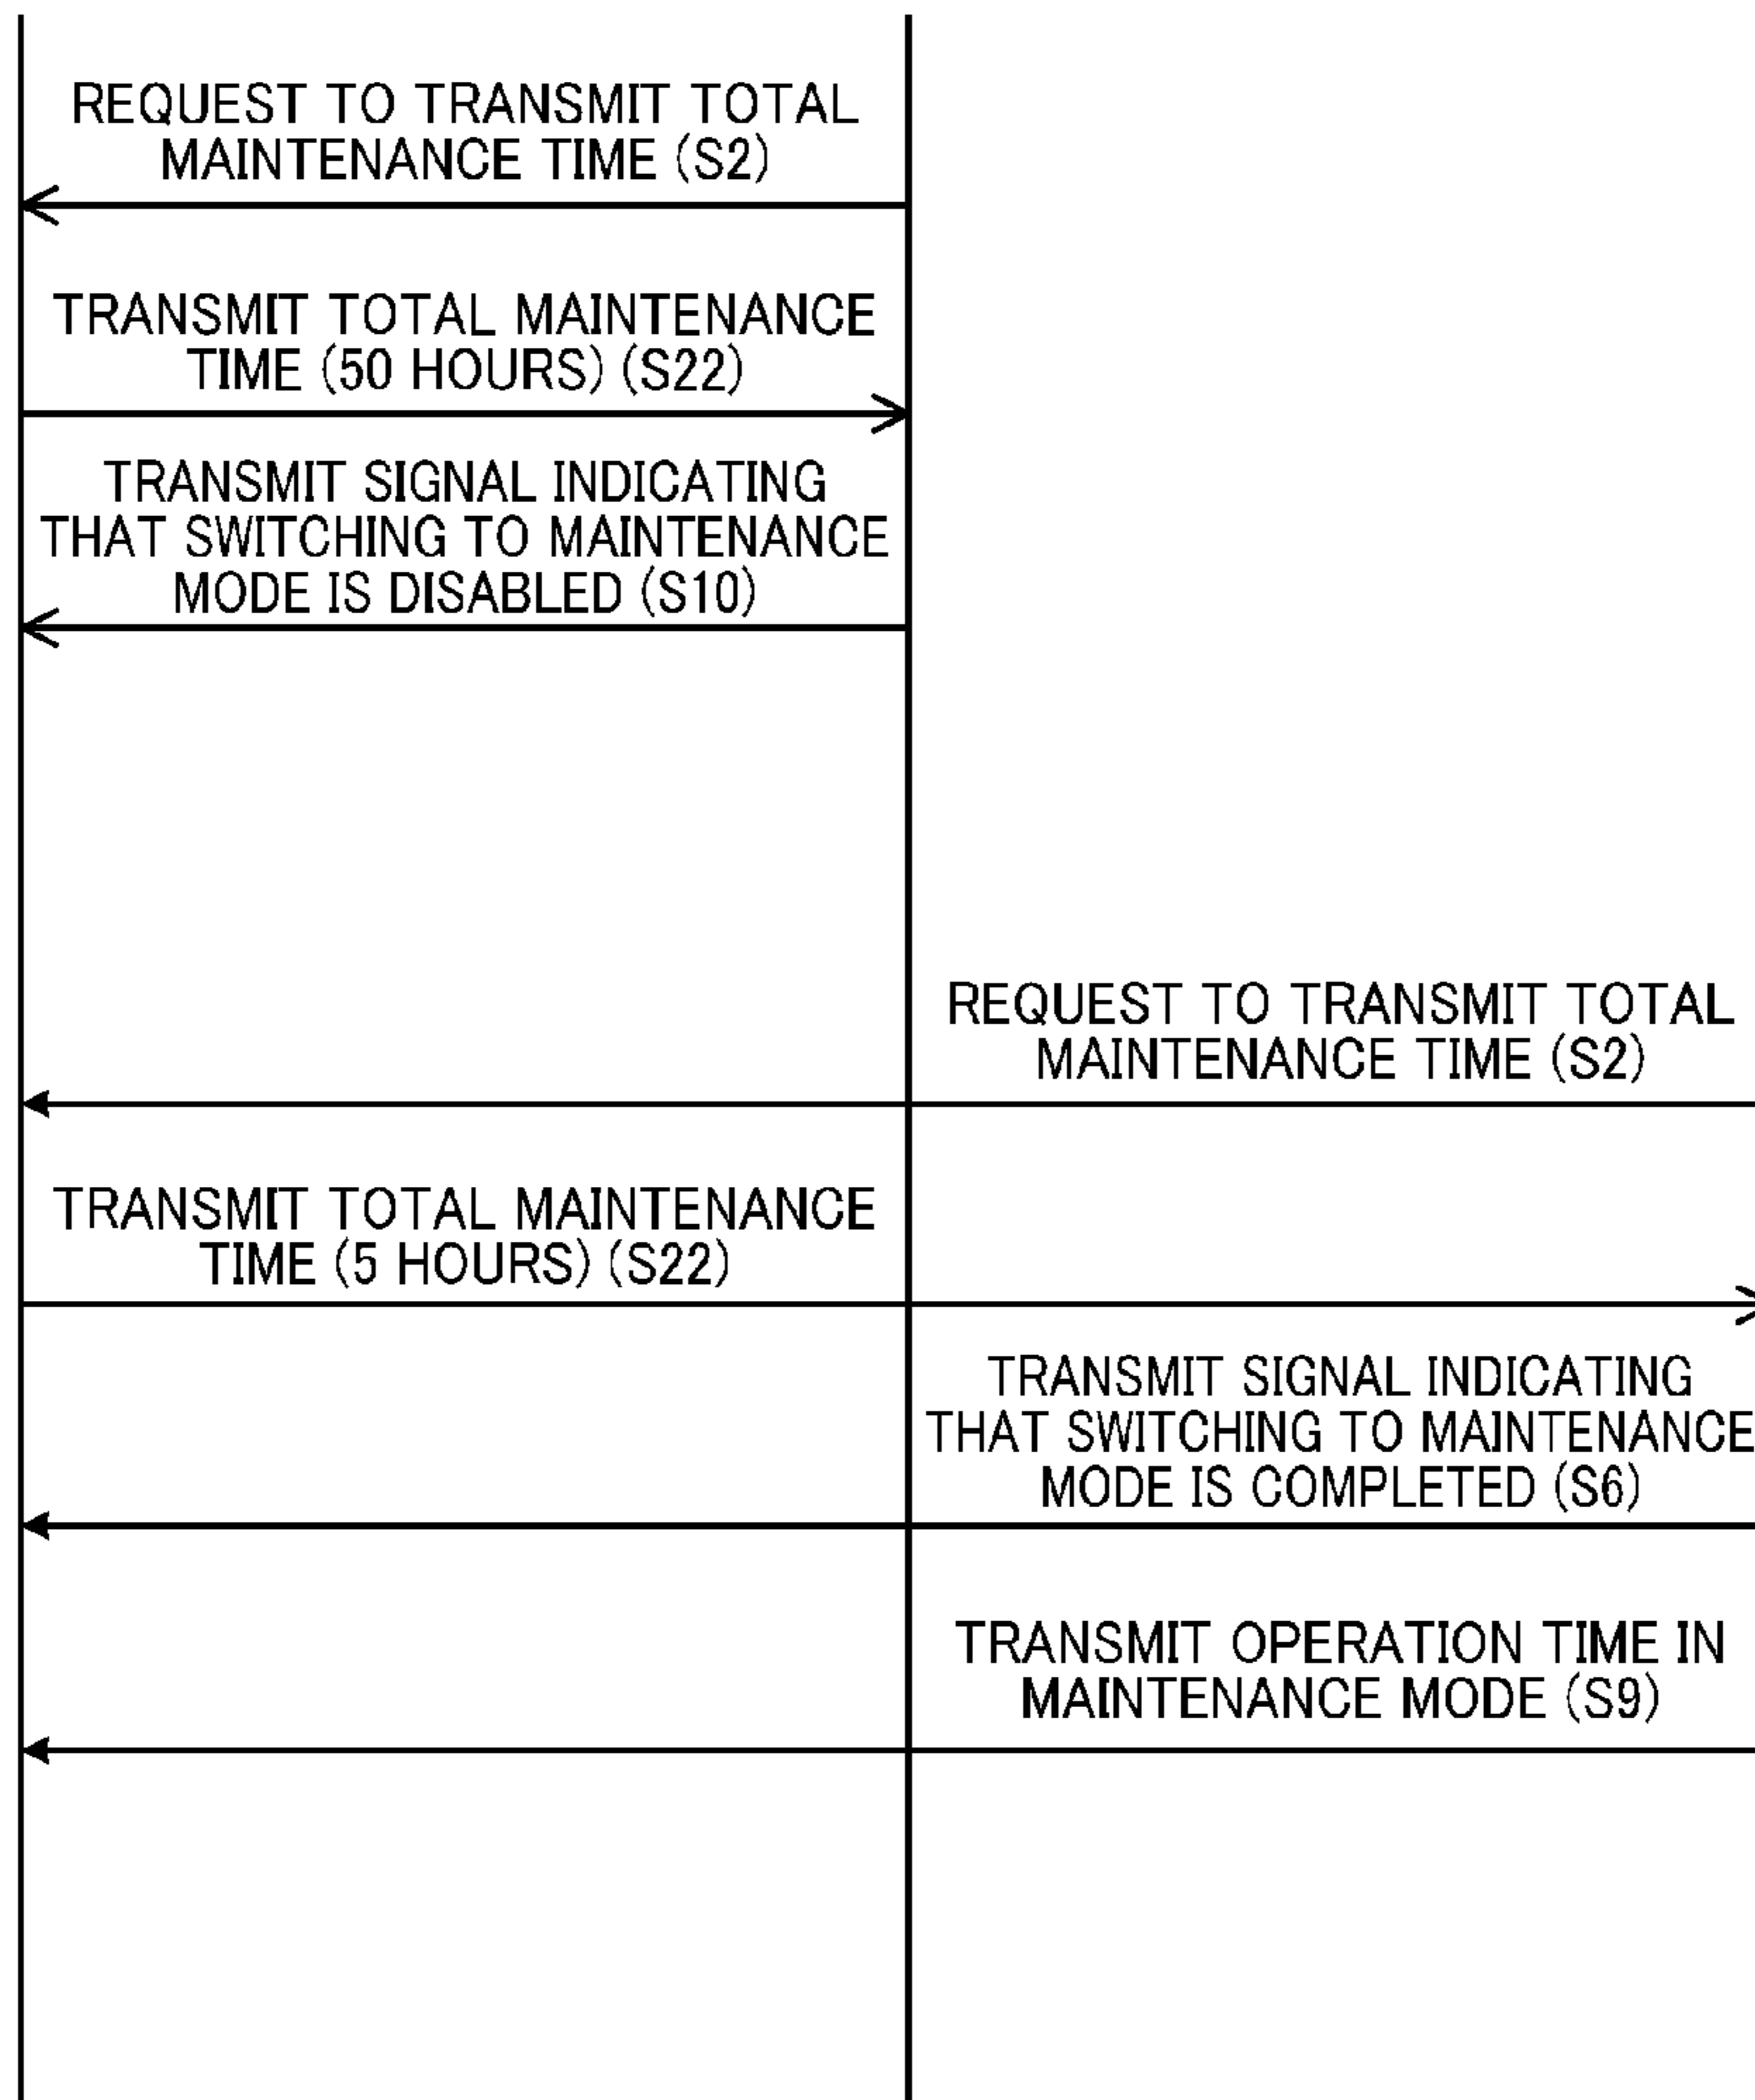 REQUEST TO TRANSMIT TOTAL
MAINTENANCE TIME (S2)
TRANSMIT TOTAL MAINTENANCE
TIME (50 HOURS) (S22)
TRANSMIT SIGNAL INDICATING
THAT SWITCHING TO MAINTENANCE
MODE IS DISABLED (S10)
REQUEST TO TRANSMIT TOTAL
MAINTENANCE TIME (S2)
TRANSMIT TOTAL MAINTENANCE
TIME (5 HOURS) (S22)
TRANSMIT SIGNAL INDICATING
THAT SWITCHING TO MAINTENANCE
MODE IS COMPLETED (S6)
TRANSMIT OPERATION TIME IN
MAINTENANCE MODE (S9)